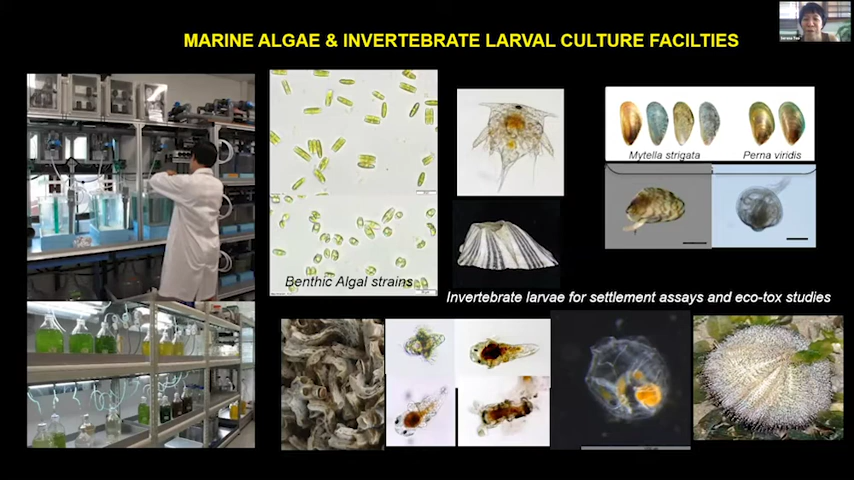 MARINE ALGAE & INVERTEBRATE LARVAL CULTURE FACILTIES
Mytella strigata
Perna viridis
Benthic Algal strains
Invertebrate larvae for settlement assays and eco-tox studies